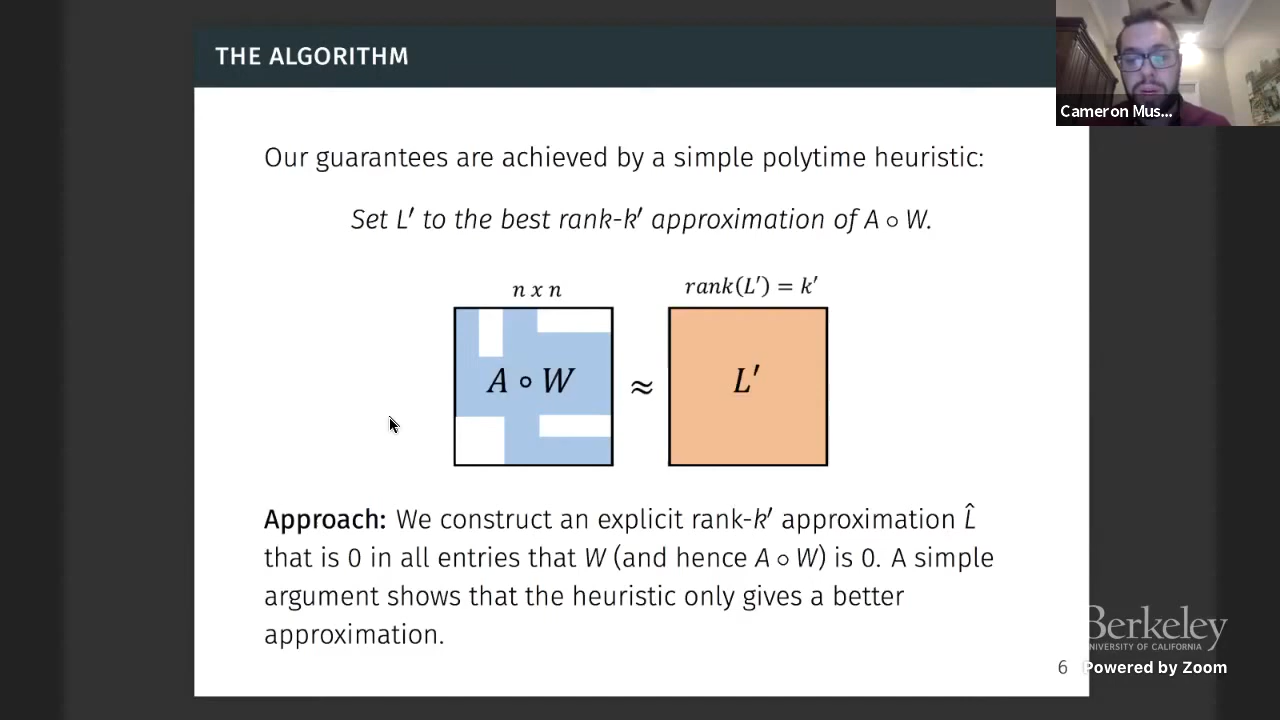 THE ALGORITHM
Cameron Mus...
Our guarantees are achieved by a simple polytime heuristic:
Set L′ to the best rank-k′ approximation of A ∘ W.
n x n
rank(L′) = k′
A ∘ W
≈
L′
Approach: We construct an explicit rank-k′ approximation L̂
that is 0 in all entries that W (and hence A ∘ W) is 0. A simple
argument shows that the heuristic only gives a better
approximation.
Berkeley
UNIVERSITY OF CALIFORNIA
6
Powered by Zoom